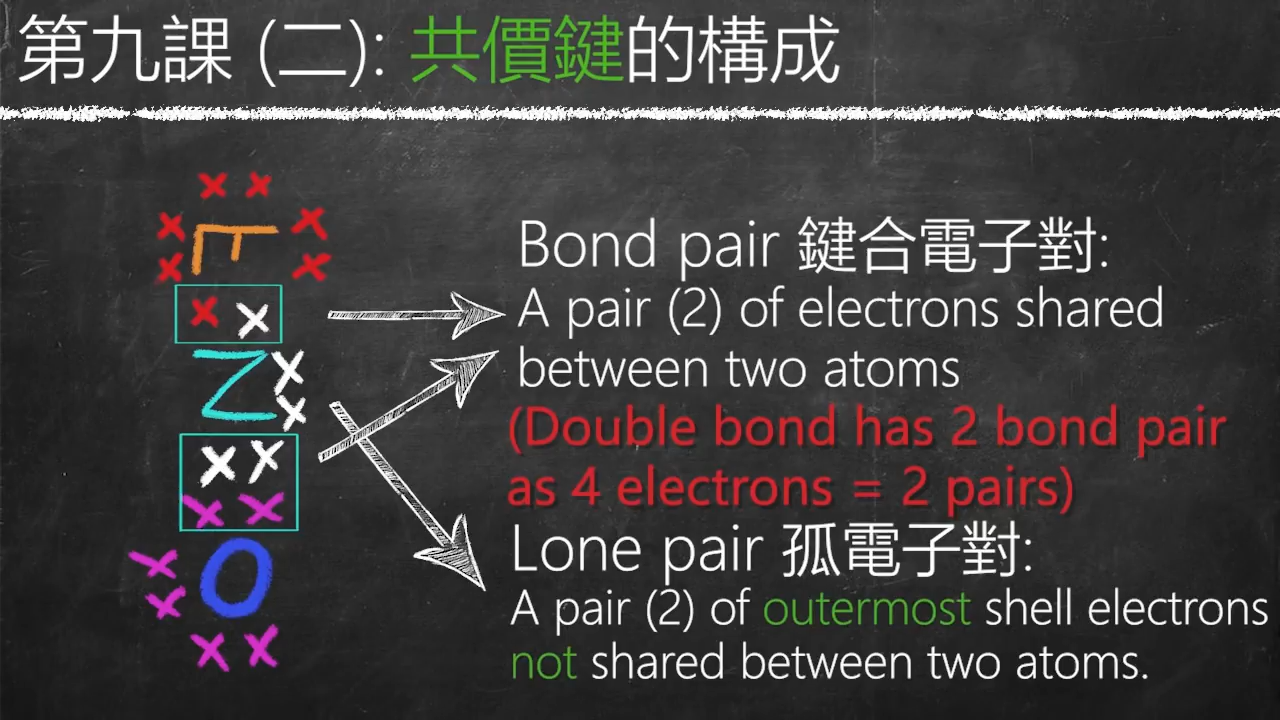 第九課 (二): 共價鍵的構成
F
N
O
Bond pair 鍵合電子對:
A pair (2) of electrons shared
between two atoms
(Double bond has 2 bond pair
as 4 electrons = 2 pairs)
Lone pair 孤電子對:
A pair (2) of outermost shell electrons
not shared between two atoms.